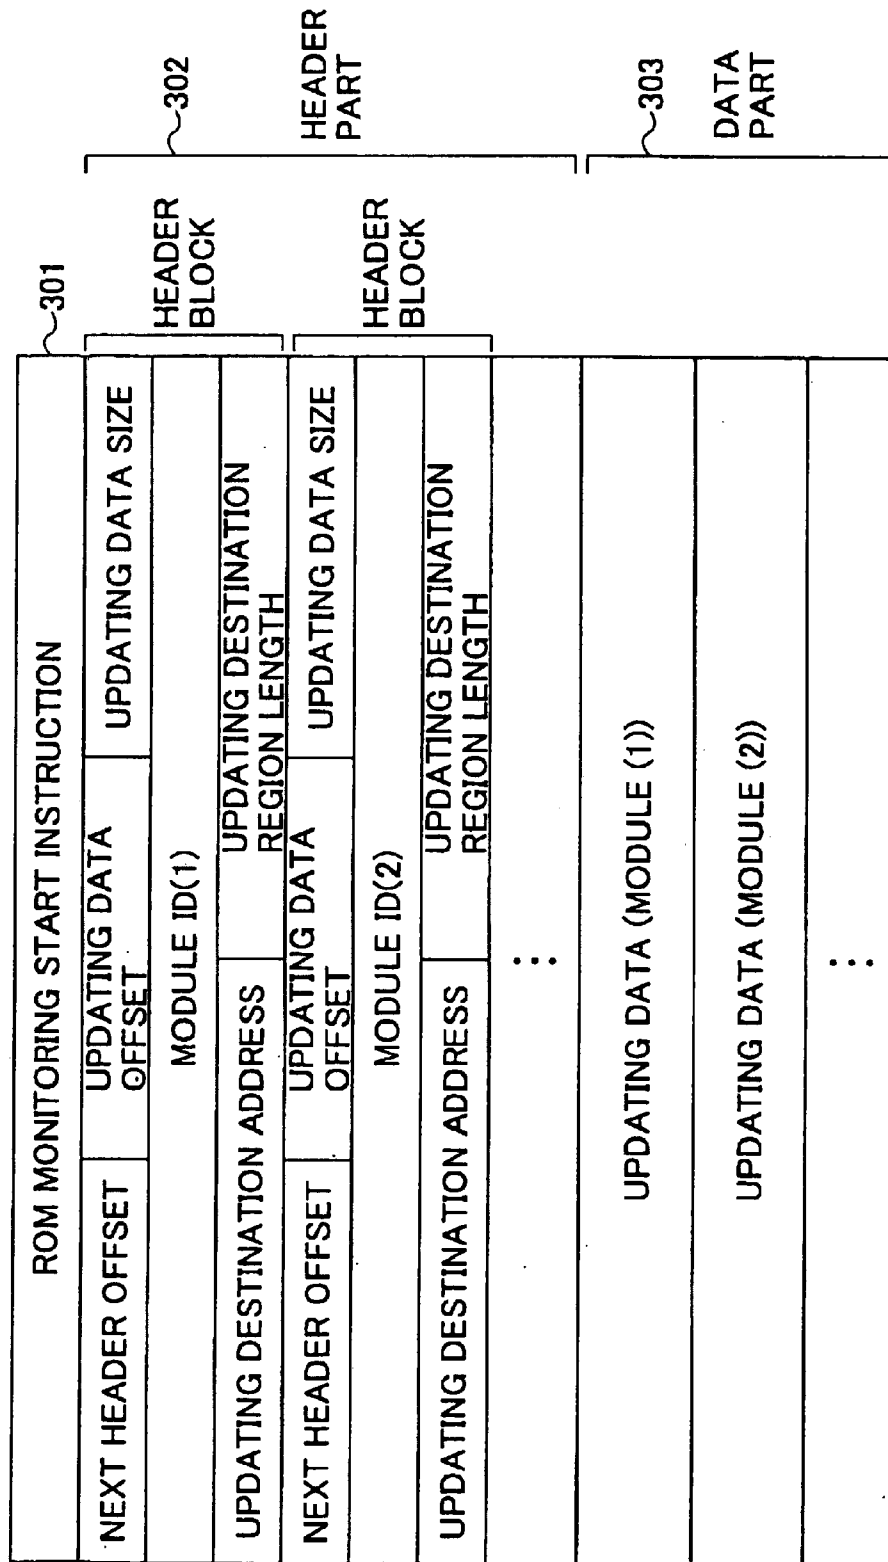 ROM MONITORING START INSTRUCTION
~301
NEXT HEADER OFFSET
UPDATING DATA
OFFSET
UPDATING DATA SIZE
MODULE ID(1)
UPDATING DESTINATION ADDRESS
UPDATING DESTINATION
REGION LENGTH
HEADER
BLOCK
~302
HEADER
PART
NEXT HEADER OFFSET
UPDATING DATA
OFFSET
UPDATING DATA SIZE
MODULE ID(2)
UPDATING DESTINATION ADDRESS
UPDATING DESTINATION
REGION LENGTH
HEADER
BLOCK
...
UPDATING DATA (MODULE (1))
UPDATING DATA (MODULE (2))
...
~303
DATA
PART